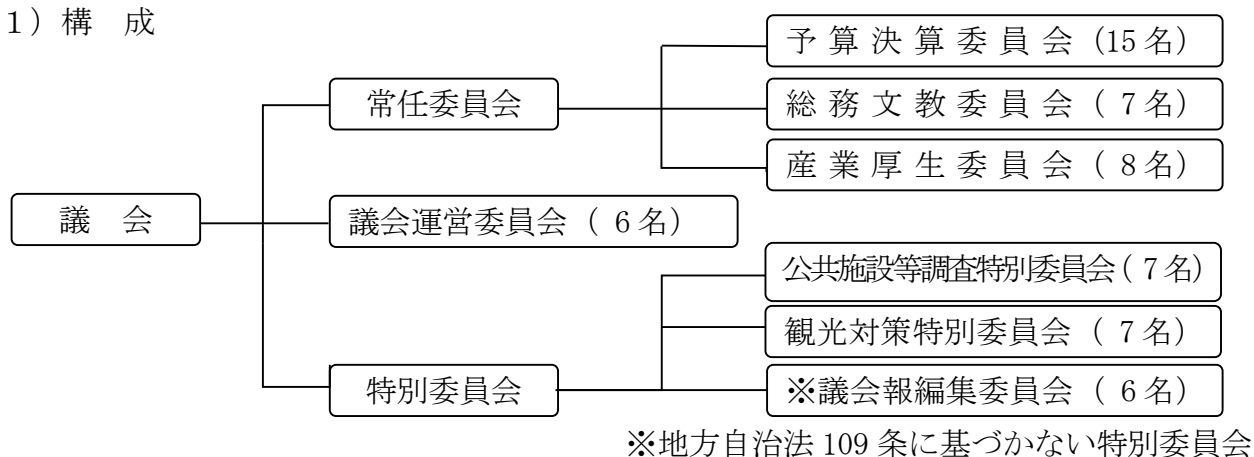 1）構　成
予 算 決 算 委 員 会 （15 名）
常任委員会
総 務 文 教 委 員 会 （ 7 名）
産 業 厚 生 委 員 会 （ 8 名）
議　会
議会運営委員会 （ 6 名）
公共施設等調査特別委員会（ 7 名）
観光対策特別委員会 （ 7 名）
特別委員会
※議会報編集委員会 （ 6 名）
※地方自治法 109 条に基づかない特別委員会